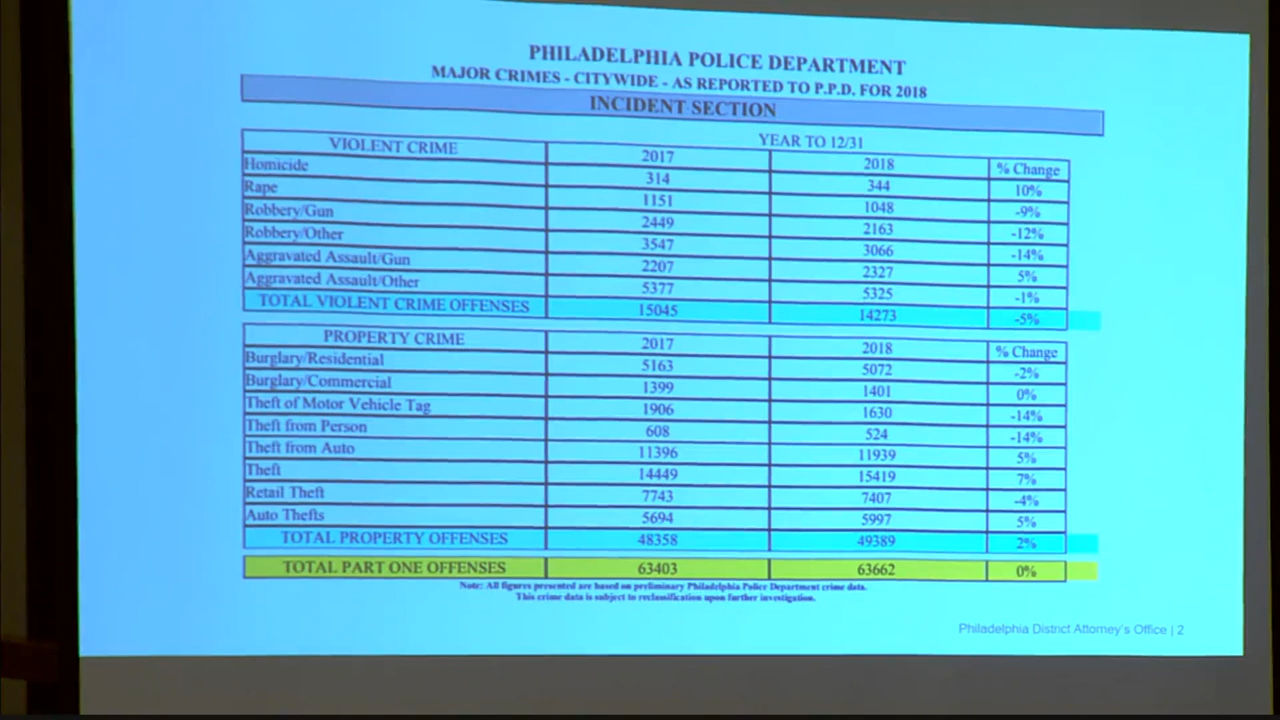 PHILADELPHIA POLICE DEPARTMENT
MAJOR CRIMES - CITYWIDE - AS REPORTED TO P.P.D. FOR 2018
INCIDENT SECTION
YEAR TO 12/31
VIOLENT CRIME 2017 2018 % Change
Homicide 314 344 10%
Rape 1151 1048 -9%
Robbery/Gun 2449 2163 -12%
Robbery/Other 3547 3066 -14%
Aggravated Assault/Gun 2207 2327 5%
Aggravated Assault/Other 5377 5325 -1%
TOTAL VIOLENT CRIME OFFENSES 15045 14273 -5%
PROPERTY CRIME 2017 2018 % Change
Burglary/Residential 5163 5072 -2%
Burglary/Commercial 1399 1401 0%
Theft of Motor Vehicle Tag 1906 1630 -14%
Theft from Person 608 524 -14%
Theft from Auto 11396 11939 5%
Theft 14449 15419 7%
Retail Theft 7743 7407 -4%
Auto Thefts 5694 5997 5%
TOTAL PROPERTY OFFENSES 48358 49389 2%
TOTAL PART ONE OFFENSES 63403 63662 0%
Note: All figures presented are based on preliminary Philadelphia Police Department crime data.
This crime data is subject to reclassification upon further investigation.
Philadelphia District Attorney's Office | 2